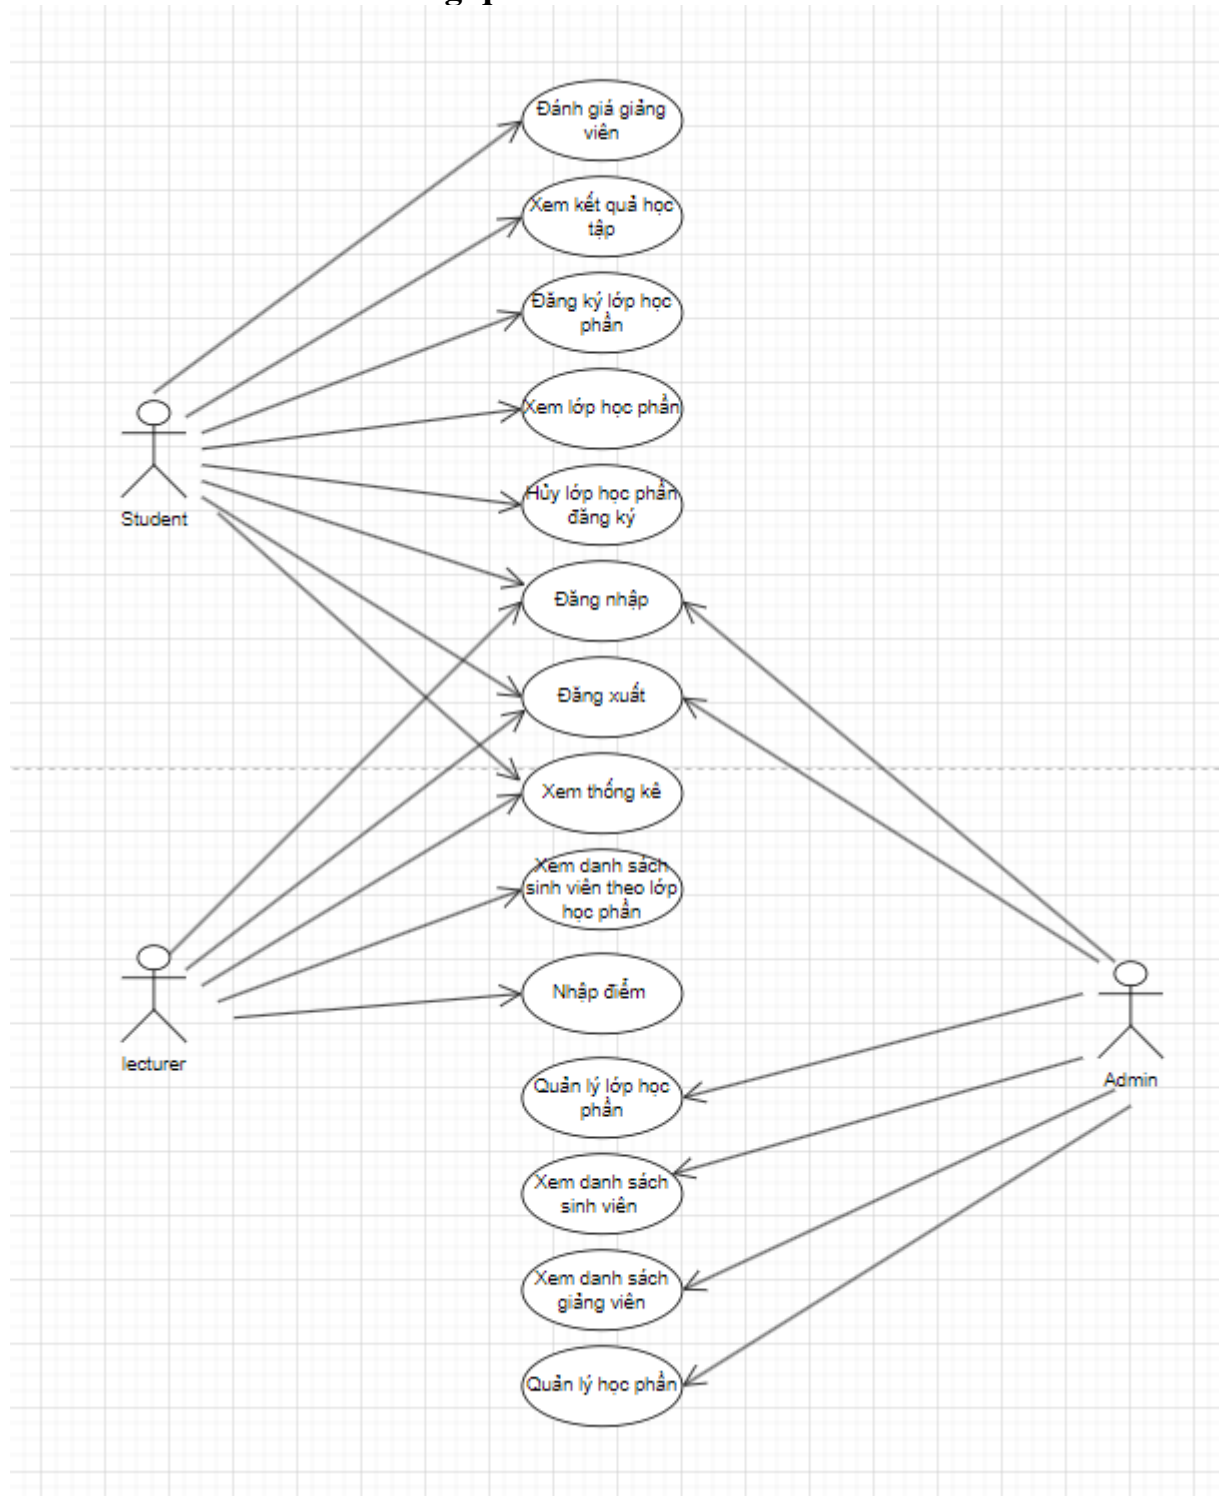 Đánh giá giảng
viên
Xem kết quả học
tập
Đăng ký lớp học
phần
Xem lớp học phần
Hủy lớp học phần
đăng ký
Student
Đăng nhập
Đăng xuất
Xem thống kê
Xem danh sách
sinh viên theo lớp
học phần
Nhập điểm
lecturer
Quản lý lớp học
phần
Admin
Xem danh sách
sinh viên
Xem danh sách
giảng viên
Quản lý học phần